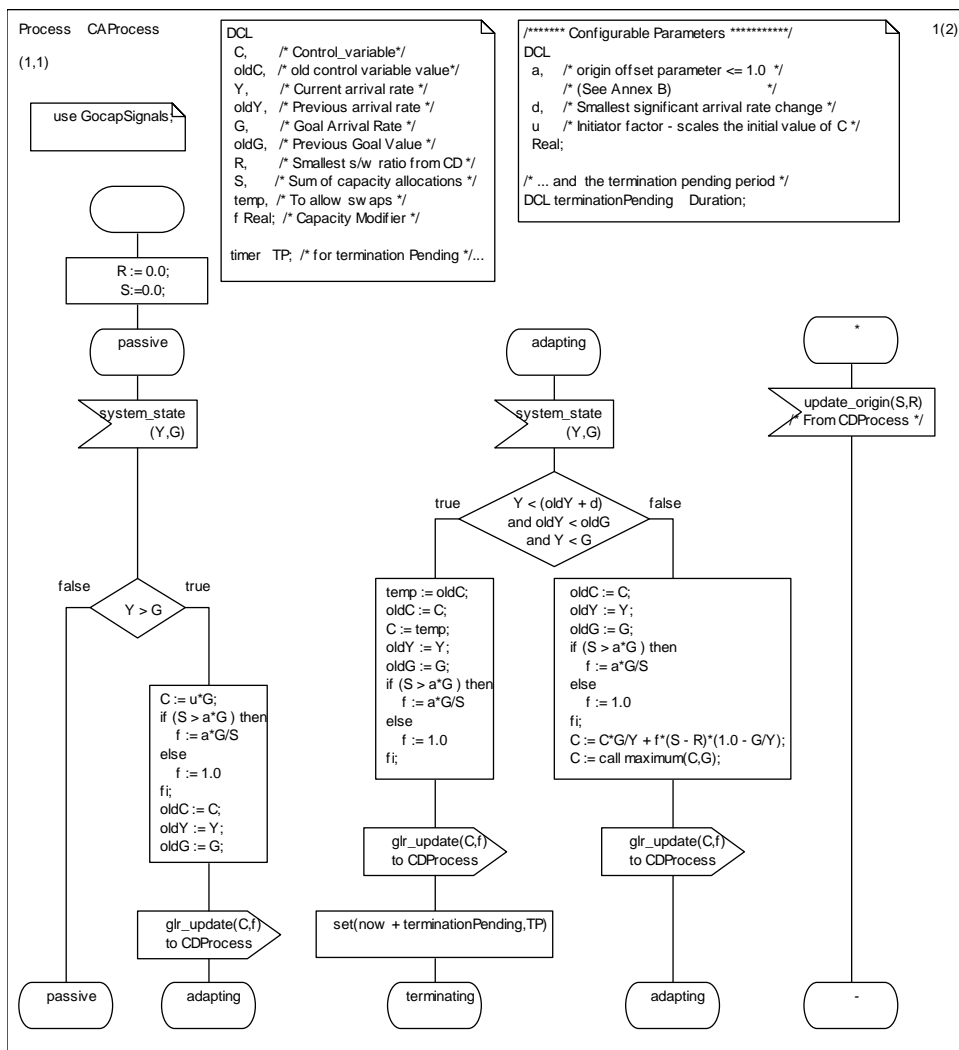 Process CAProcess
1(2)
(1,1)
use GocapSignals;
DCL
C, /* Control_variable*/
oldC, /* old control variable value*/
Y, /* Current arrival rate */
oldY, /* Previous arrival rate */
G, /* Goal Arrival Rate */
oldG, /* Previous Goal Value */
R, /* Smallest s/w ratio from CD */
S, /* Sum of capacity allocations */
temp, /* To allow swaps */
f Real; /* Capacity Modifier */
timer TP; /* for termination Pending */...
/******* Configurable Parameters ***********/
DCL
a, /* origin offset parameter <= 1.0 */
/* (See Annex B) */
d, /* Smallest significant arrival rate change */
u /* Initiator factor - scales the initial value of C */
Real;
/* ... and the termination pending period */
DCL terminationPending Duration;
R := 0.0;
S:=0.0;
passive
system_state
(Y,G)
false
true
Y > G
C := u*G;
if (S > a*G ) then
f := a*G/S
else
f := 1.0
fi;
oldC := C;
oldY := Y;
oldG := G;
glr_update(C,f)
to CDProcess
passive
adapting
adapting
system_state
(Y,G)
true
false
Y < (oldY + d)
and oldY < oldG
and Y < G
temp := oldC;
oldC := C;
C := temp;
oldY := Y;
oldG := G;
if (S > a*G ) then
f := a*G/S
else
f := 1.0
fi;
glr_update(C,f)
to CDProcess
set(now + terminationPending,TP)
terminating
oldC := C;
oldY := Y;
oldG := G;
if (S > a*G ) then
f := a*G/S
else
f := 1.0
fi;
C := C*G/Y + f*(S - R)*(1.0 - G/Y);
C := call maximum(C,G);
glr_update(C,f)
to CDProcess
adapting
*
update_origin(S,R)
/* From CDProcess */
-